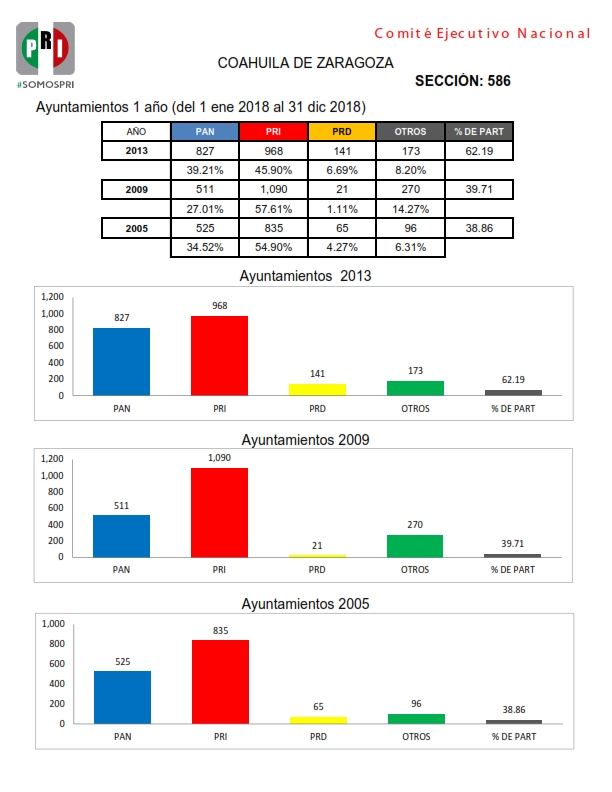 Comité Ejecutivo Nacional
PRI
#SOMOSPRI
COAHUILA DE ZARAGOZA
SECCIÓN: 586
Ayuntamientos 1 año (del 1 ene 2018 al 31 dic 2018)
AÑO PAN PRI PRD OTROS % DE PART
2013 827 968 141 173 62.19
39.21% 45.90% 6.69% 8.20%
2009 511 1,090 21 270 39.71
27.01% 57.61% 1.11% 14.27%
2005 525 835 65 96 38.86
34.52% 54.90% 4.27% 6.31%
Ayuntamientos 2013
1,200
1,000
800
600
400
200
0
827
968
141
173
62.19
PAN PRI PRD OTROS % DE PART
Ayuntamientos 2009
1,200
1,000
800
600
400
200
0
511
1,090
21
270
39.71
PAN PRI PRD OTROS % DE PART
Ayuntamientos 2005
1,000
800
600
400
200
0
525
835
65
96
38.86
PAN PRI PRD OTROS % DE PART